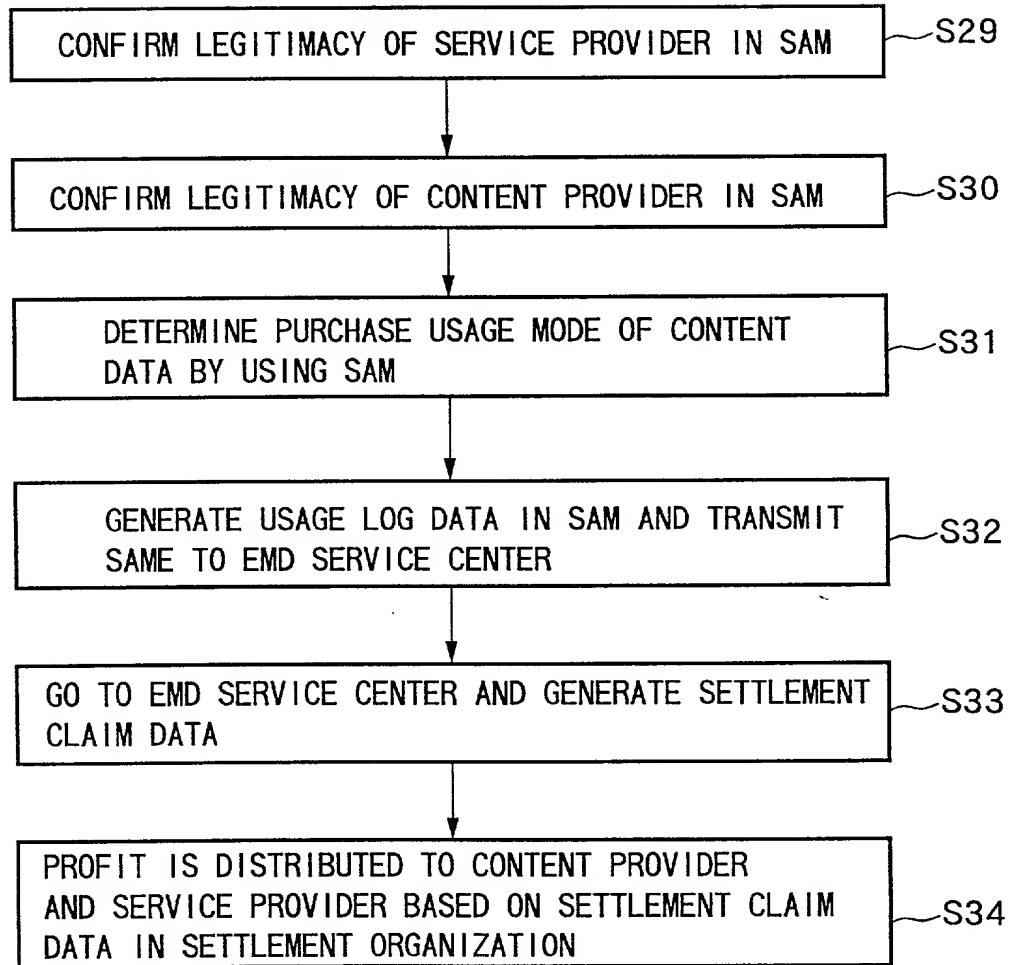 CONFIRM LEGITIMACY OF SERVICE PROVIDER IN SAM
S29
CONFIRM LEGITIMACY OF CONTENT PROVIDER IN SAM
S30
DETERMINE PURCHASE USAGE MODE OF CONTENT
DATA BY USING SAM
S31
GENERATE USAGE LOG DATA IN SAM AND TRANSMIT
SAME TO EMD SERVICE CENTER
S32
GO TO EMD SERVICE CENTER AND GENERATE SETTLEMENT
CLAIM DATA
S33
PROFIT IS DISTRIBUTED TO CONTENT PROVIDER
AND SERVICE PROVIDER BASED ON SETTLEMENT CLAIM
DATA IN SETTLEMENT ORGANIZATION
S34